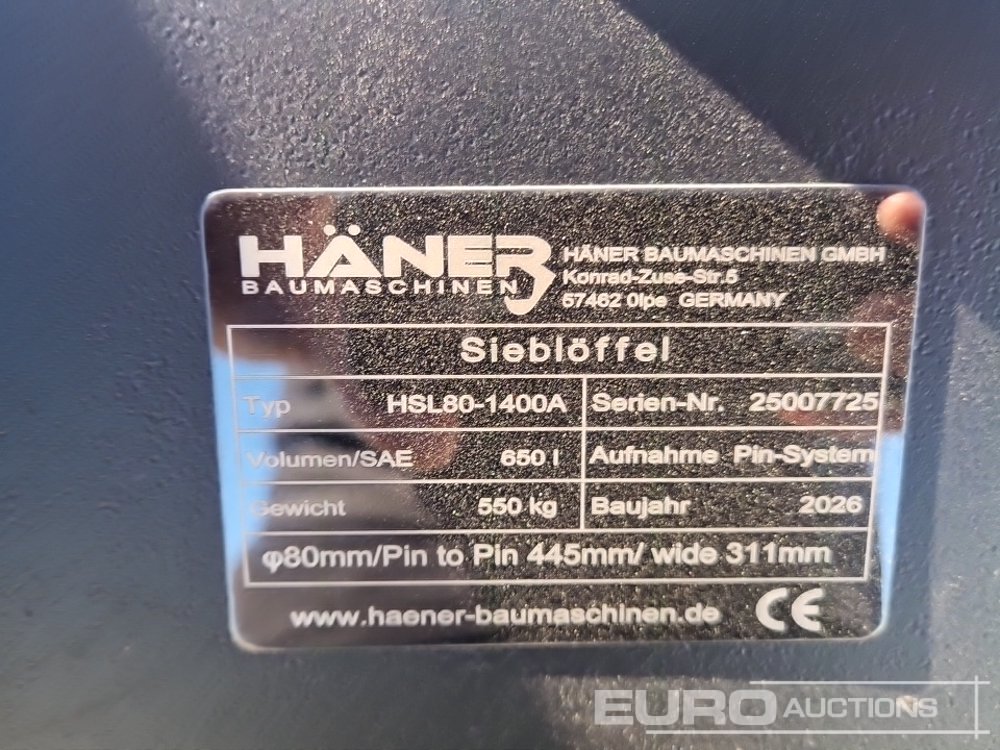 HÄNER
BAUMASCHINEN
HÄNER BAUMASCHINEN GMBH
Konrad-Zuse-Str.5
57462 Olpe GERMANY
Sieblöffel
Typ HSL80-1400A Serien-Nr. 25007725
Volumen/SAE 650 l Aufnahme Pin-System
Gewicht 550 kg Baujahr 2026
φ80mm/Pin to Pin 445mm/ wide 311mm
www.haener-baumaschinen.de CE
EURO AUCTIONS